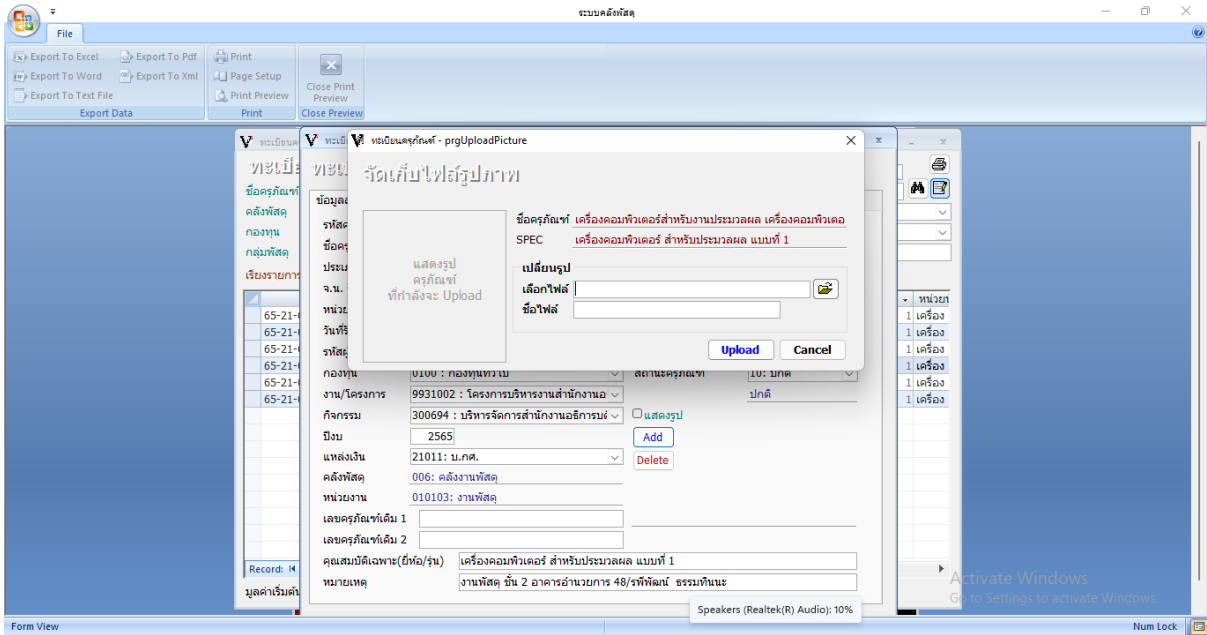 ระบบคลังพัสดุ
File
Export To Excel
Export To Pdf
Print
Export To Word
Export To Xml
Page Setup
Close Print
Preview
Export To Text File
Print Preview
Export Data
Print
Close Preview
ทะเบียนครุภัณฑ์ - prgUploadPicture
จัดเก็บไฟล์รูปภาพ
แสดงรูป
ครุภัณฑ์
ที่กำลังจะ Upload
ชื่อครุภัณฑ์ เครื่องคอมพิวเตอร์สำหรับงานประมวลผล เครื่องคอมพิวเตอ
SPEC เครื่องคอมพิวเตอร์ สำหรับประมวลผล แบบที่ 1
เปลี่ยนรูป
เลือกไฟล์
ชื่อไฟล์
Upload
Cancel
ชื่อครุภัณฑ์
คลังพัสดุ
กองทุน
กลุ่มพัสดุ
เรียงรายการ
65-21-
65-21-
65-21-
65-21-
65-21-
65-21-
1 เครื่อง
1 เครื่อง
1 เครื่อง
1 เครื่อง
1 เครื่อง
1 เครื่อง
จ.น.
กองทุน 0100 : กองทุนทั่วไป
สถานะครุภัณฑ์ 10: ปกติ
งาน/โครงการ 9931002 : โครงการบริหารงานสำนักงานอ
ปกติ
กิจกรรม 300694 : บริหารจัดการสำนักงานอธิการบดี
แสดงรูป
ปีงบ 2565
Add
แหล่งเงิน 21011: บ.กศ.
Delete
คลังพัสดุ 006: คลังงานพัสดุ
หน่วยงาน 010103: งานพัสดุ
เลขครุภัณฑ์เดิม 1
เลขครุภัณฑ์เดิม 2
คุณสมบัติเฉพาะ(ยี่ห้อ/รุ่น) เครื่องคอมพิวเตอร์ สำหรับประมวลผล แบบที่ 1
หมายเหตุ งานพัสดุ ชั้น 2 อาคารอำนวยการ 48/รพีพัฒน์ ธรรมทินนะ
Record:
มูลค่าเริ่มต้น
Speakers (Realtek(R) Audio): 10%
Activate Windows
Go to Settings to activate Windows.
Form View
Num Lock